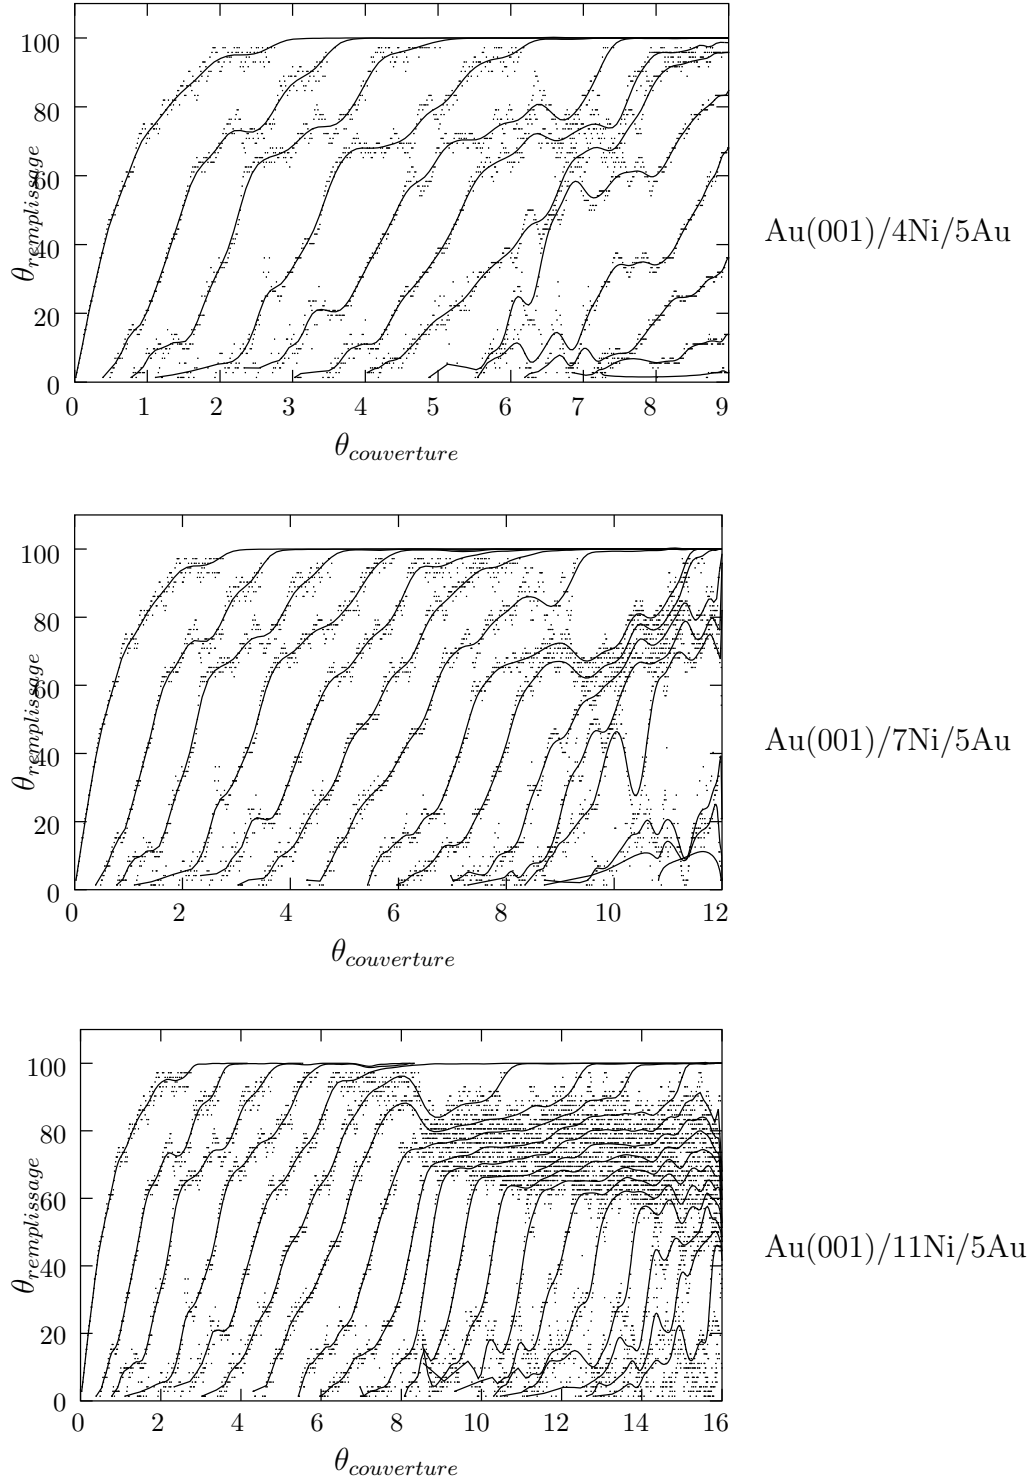 100
80
60
40
20
0
θremplissage
0 1 2 3 4 5 6 7 8 9
θcouverture
Au(001)/4Ni/5Au
100
80
60
40
20
0
θremplissage
0 2 4 6 8 10 12
θcouverture
Au(001)/7Ni/5Au
100
80
60
40
20
0
θremplissage
0 2 4 6 8 10 12 14 16
θcouverture
Au(001)/11Ni/5Au